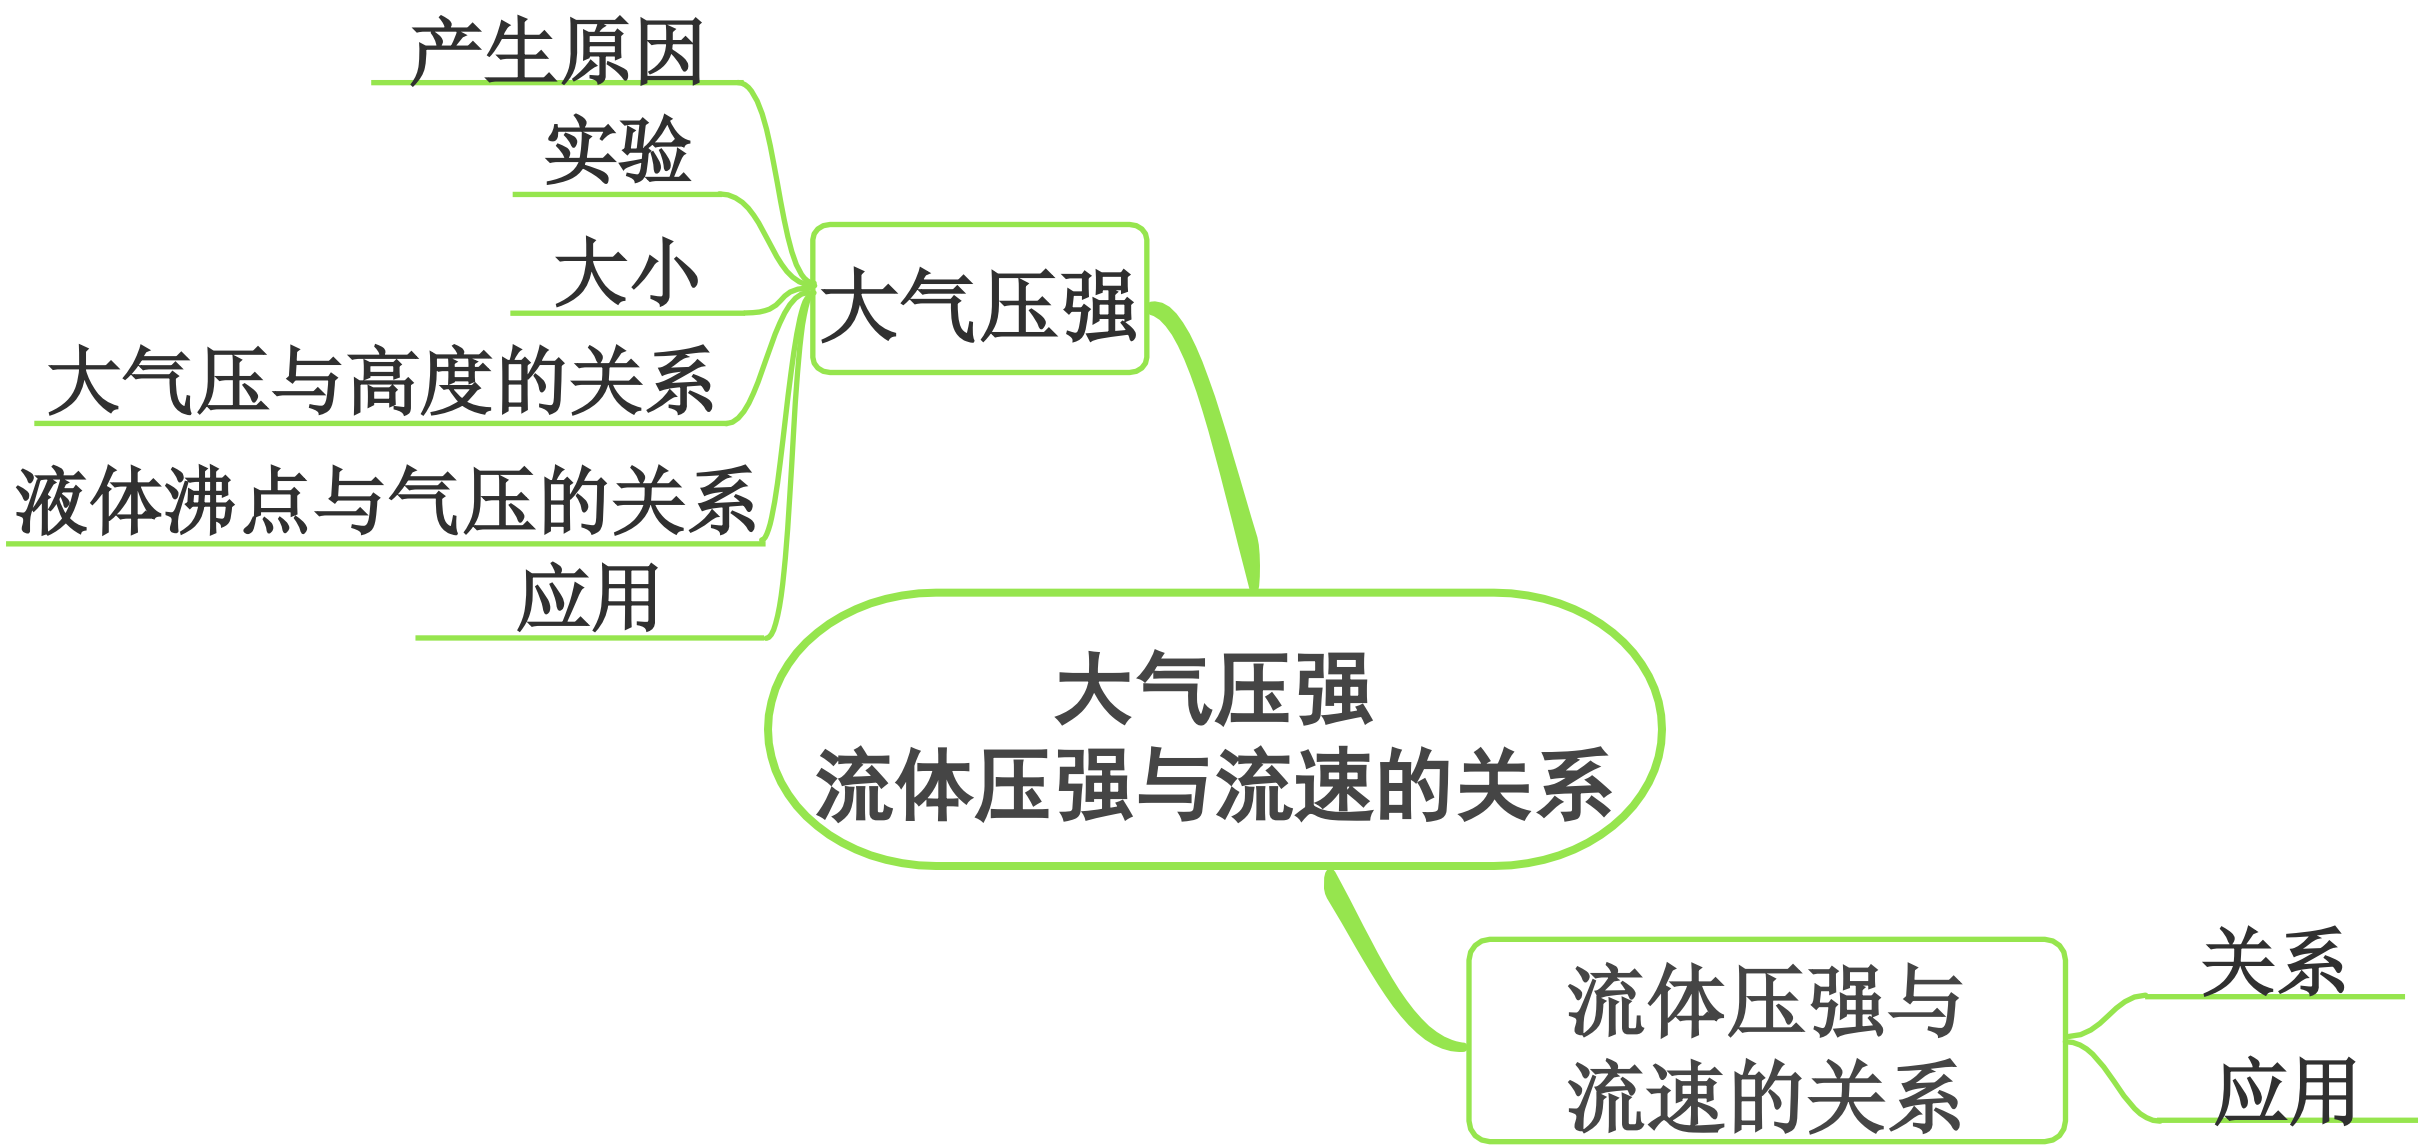 产生原因
实验
大小
大气压与高度的关系
液体沸点与气压的关系
应用
大气压强
大气压强
流体压强与流速的关系
流体压强与
流速的关系
关系
应用